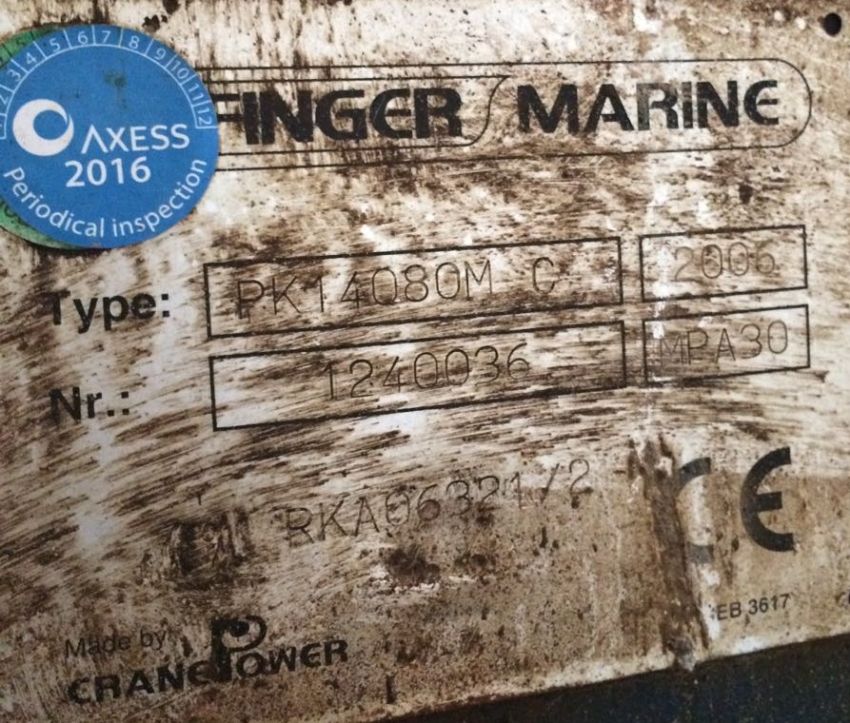 2 3 4 5 6 7 8 9 10 11 12
AXESS
2016
Periodical inspection
FINGER MARINE
Type: PK14080M C 2006
Nr.: 1240036 MPA30
RKA06321/2
CE
EB 3617
Made by
CRANEPOWER